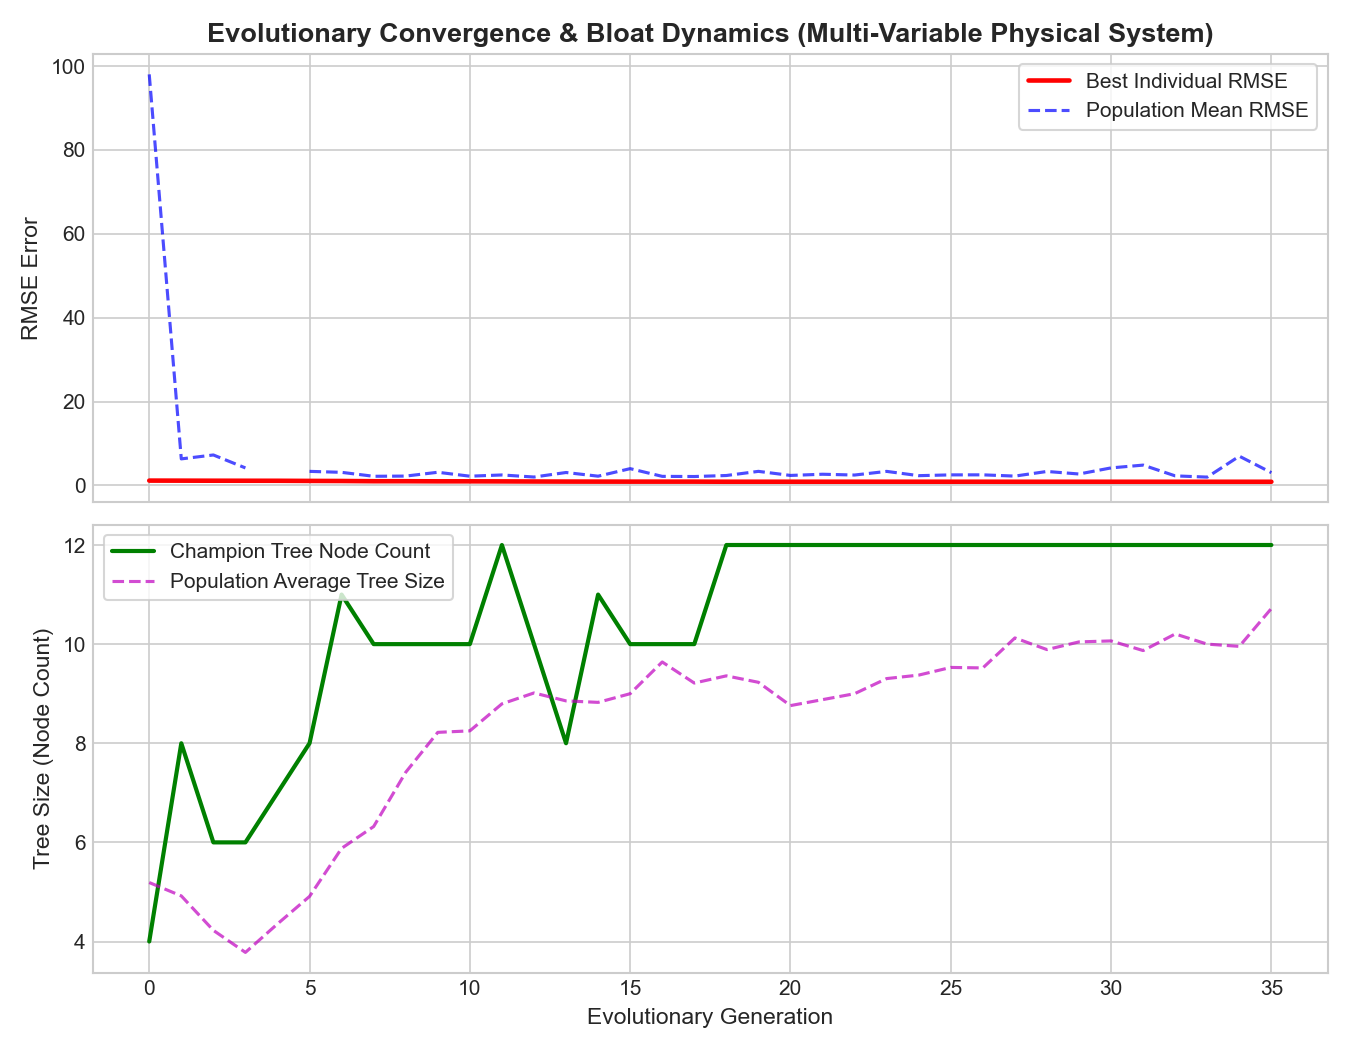 Evolutionary Convergence & Bloat Dynamics (Multi-Variable Physical System)
100
80
60
40
20
0
RMSE Error
Best Individual RMSE
Population Mean RMSE
12
10
8
6
4
Tree Size (Node Count)
Champion Tree Node Count
Population Average Tree Size
0 5 10 15 20 25 30 35
Evolutionary Generation